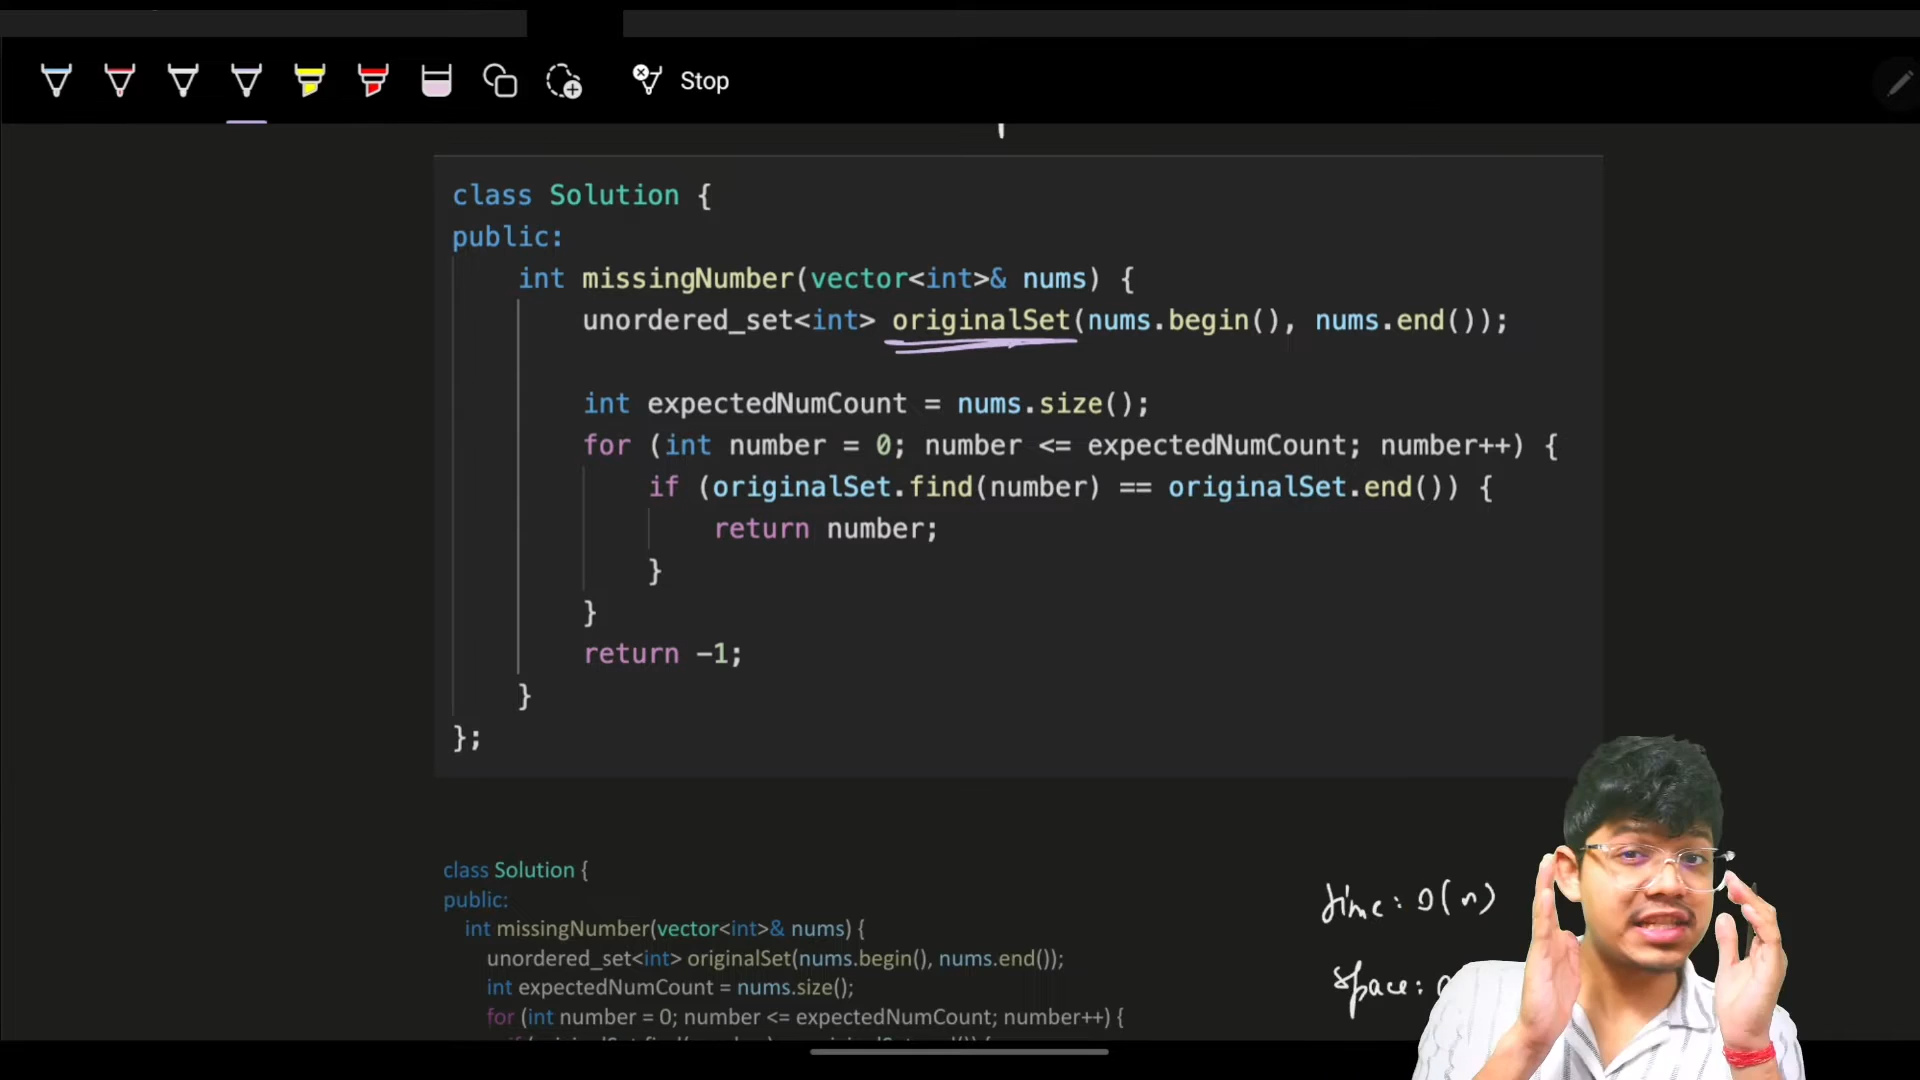 Stop
class Solution {
public:
int missingNumber(vector<int>& nums) {
unordered_set<int> originalSet(nums.begin(), nums.end());
int expectedNumCount = nums.size();
for (int number = 0; number <= expectedNumCount; number++) {
if (originalSet.find(number) == originalSet.end()) {
return number;
}
}
return -1;
}
};
class Solution {
public:
int missingNumber(vector<int>& nums) {
unordered_set<int> originalSet(nums.begin(), nums.end());
int expectedNumCount = nums.size();
for (int number = 0; number <= expectedNumCount; number++) {
time: O(n)
space: